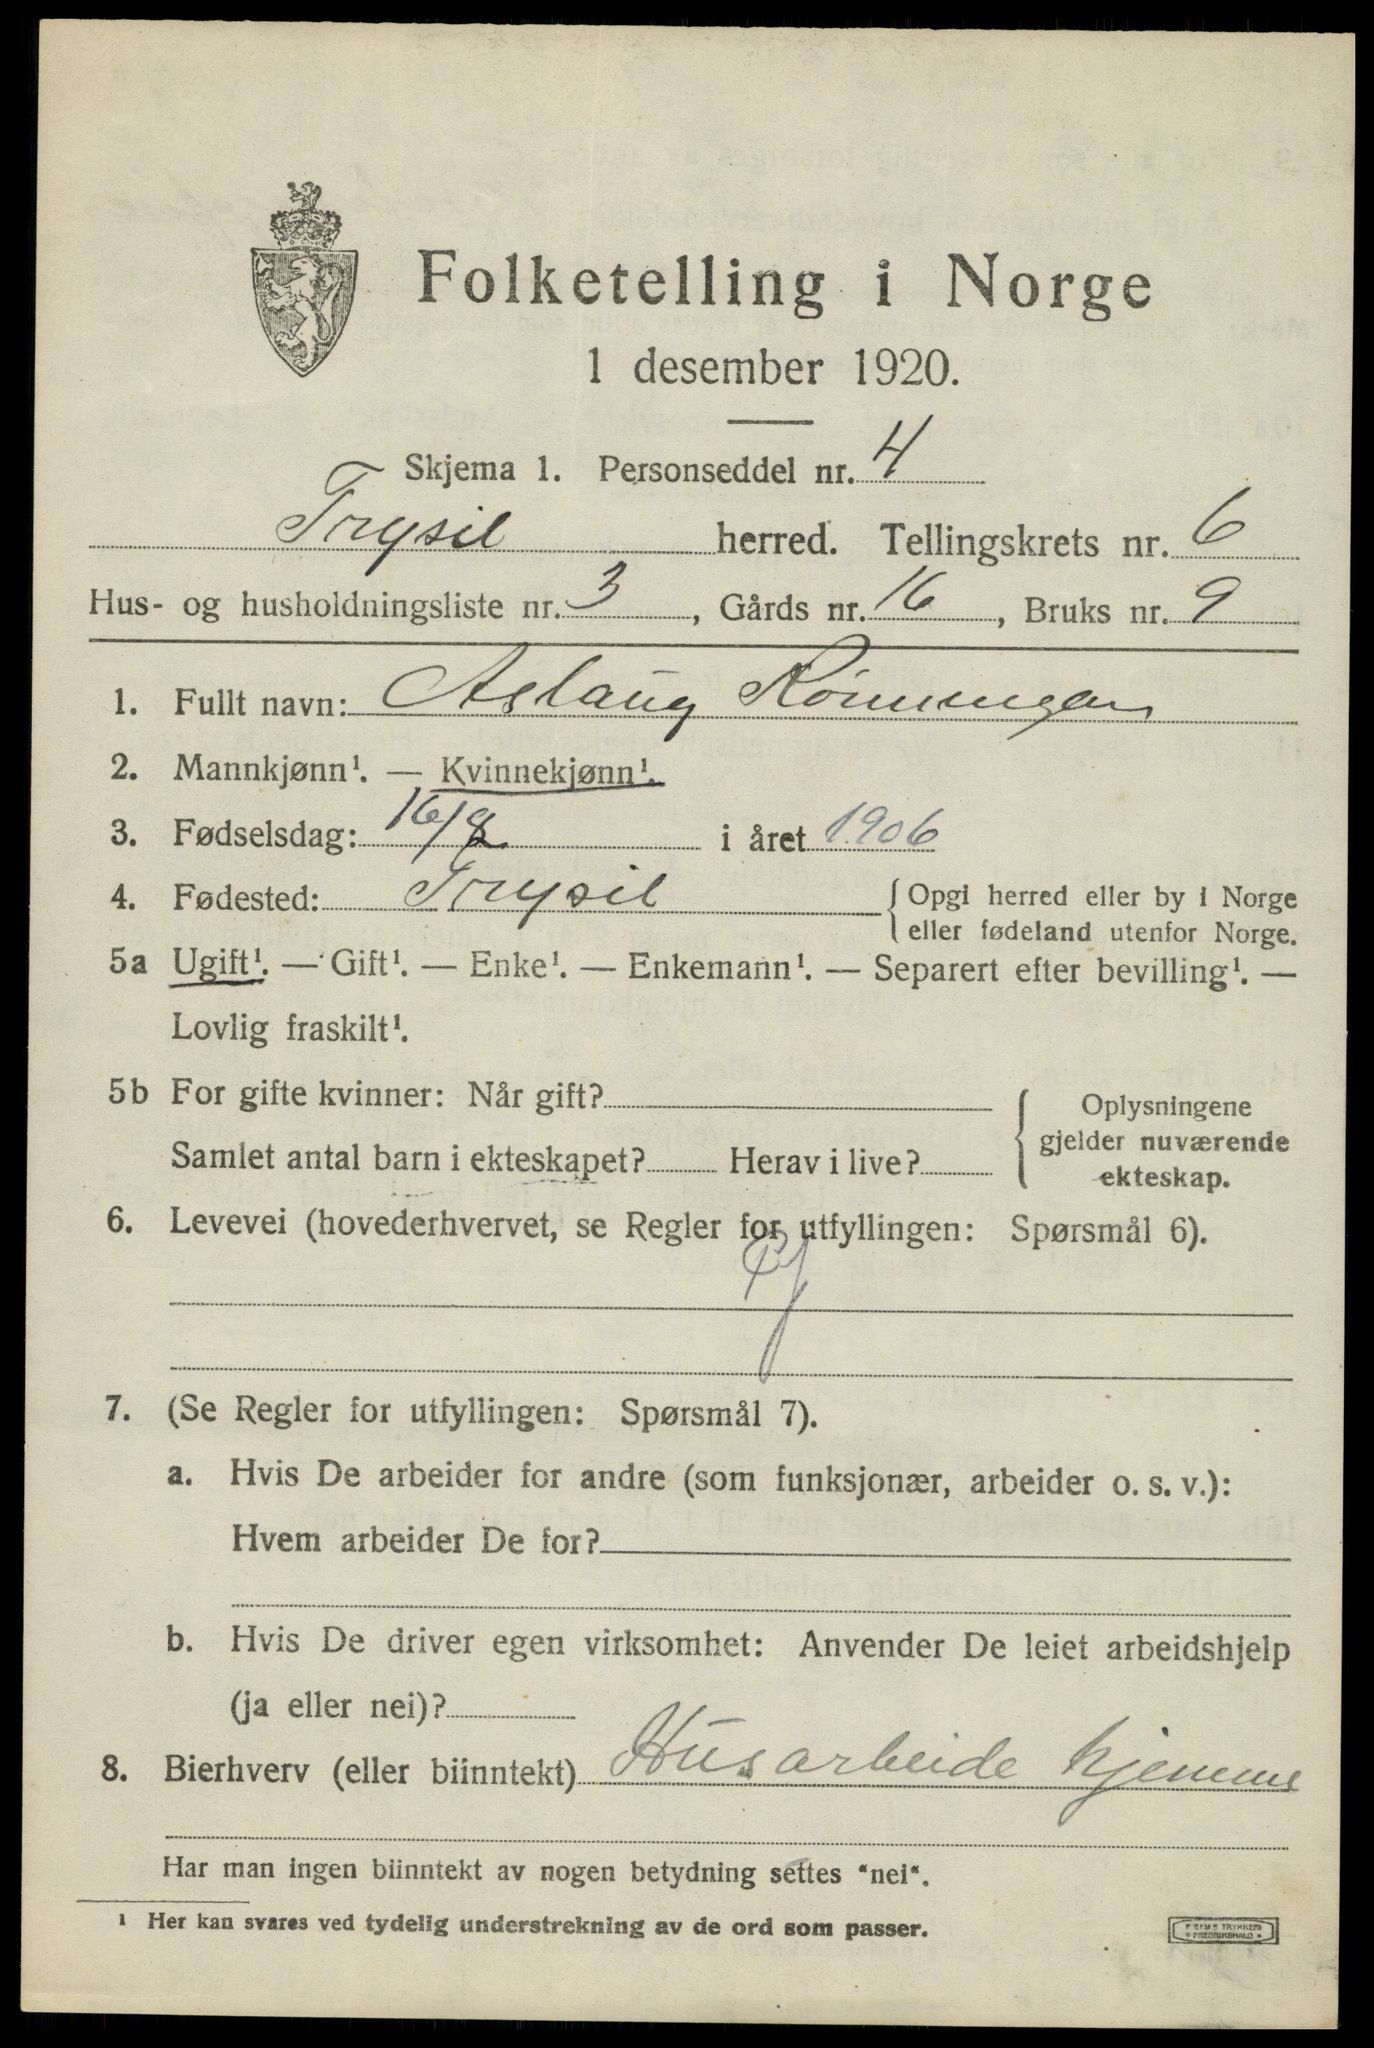 Folketelling i Norge
1 desember 1920.
Skjema 1. Personseddel nr. 4
Trysil herred. Tellingskrets nr. 6
Hus- og husholdningsliste nr. 3, Gårds nr. 16, Bruks nr. 9
1. Fullt navn: Aslaug Rønningen
2. Mannkjønn¹. — Kvinnekjønn¹.
3. Fødselsdag: 16/ i året 1906
4. Fødested: Trysil { Opgi herred eller by i Norge
eller fødeland utenfor Norge.
5a Ugift¹. — Gift¹. — Enke¹. — Enkemann¹. — Separert efter bevilling¹. —
Lovlig fraskilt¹.
5b For gifte kvinner: Når gift? { Oplysningene
gjelder nuværende
Samlet antal barn i ekteskapet? Herav i live?
ekteskap.
6. Levevei (hovederhvervet, se Regler for utfyllingen: Spørsmål 6).
7. (Se Regler for utfyllingen: Spørsmål 7).
a. Hvis De arbeider for andre (som funksjonær, arbeider o. s. v.):
Hvem arbeider De for?
b. Hvis De driver egen virksomhet: Anvender De leiet arbeidshjelp
(ja eller nei)?
8. Bierhverv (eller biinntekt) Husarbeide hjemme
Har man ingen biinntekt av nogen betydning settes "nei".
¹ Her kan svares ved tydelig understrekning av de ord som passer.
TRYKKERI
FREDRIKSHALD